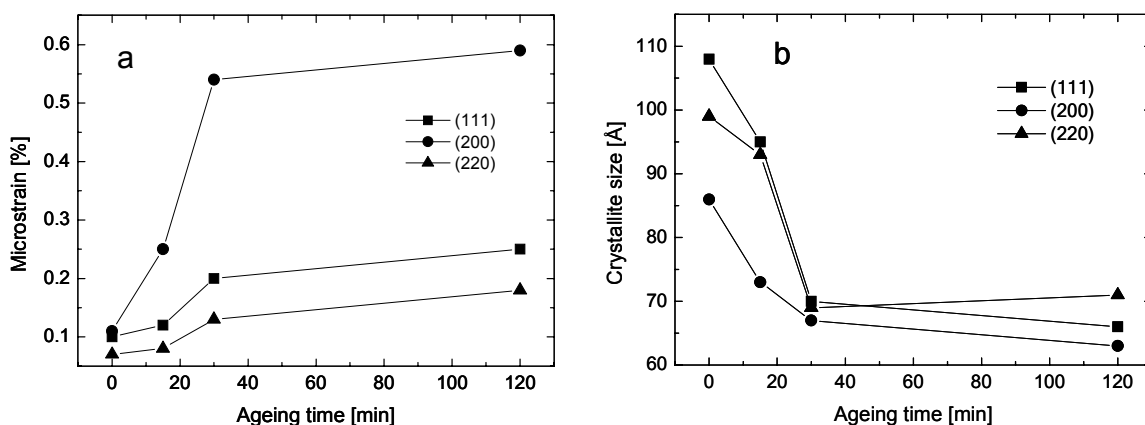 a
Microstrain [%]
0.6
0.5
0.4
0.3
0.2
0.1
0 20 40 60 80 100 120
Ageing time [min]
(111)
(200)
(220)
b
Crystallite size [Å]
110
100
90
80
70
60
0 20 40 60 80 100 120
Ageing time [min]
(111)
(200)
(220)